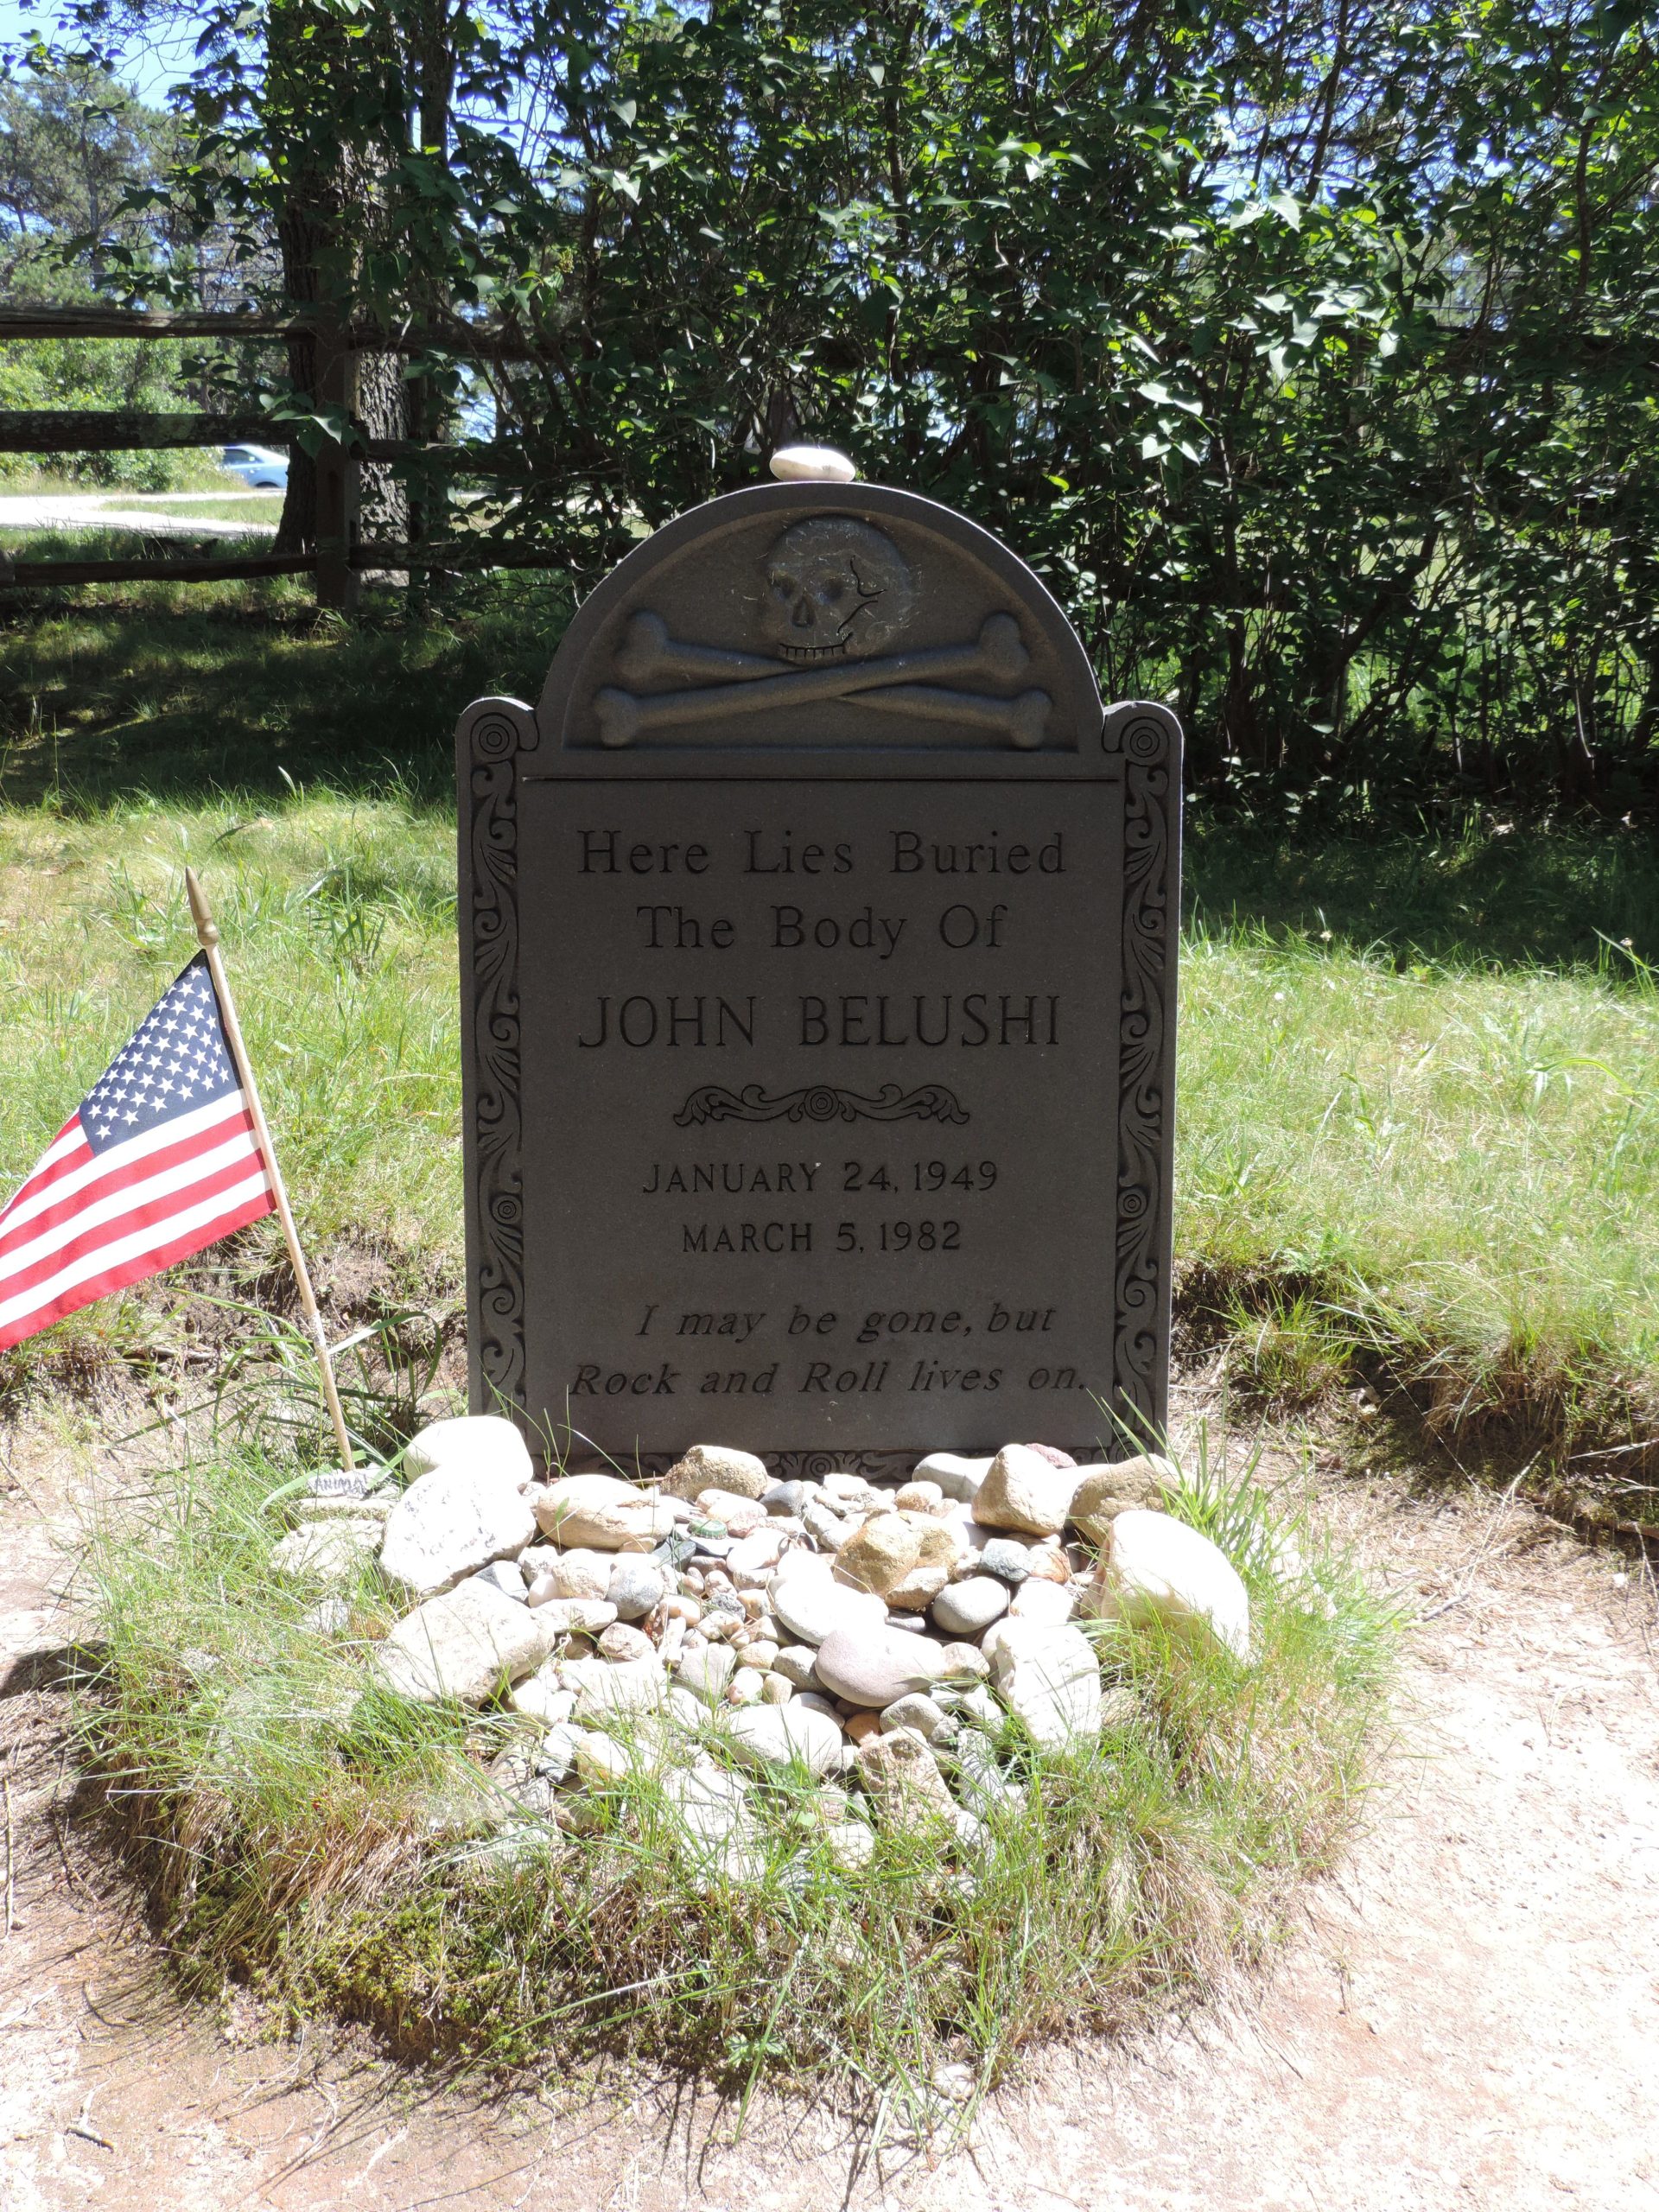 Here Lies Buried
The Body Of
JOHN BELUSHI
JANUARY 24, 1949
MARCH 5, 1982
I may be gone, but
Rock and Roll lives on.
ANIMAL